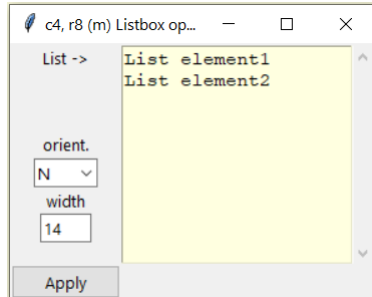 c4, r8 (m) Listbox op...
List ->
List element1
List element2
orient.
N
width
14
Apply